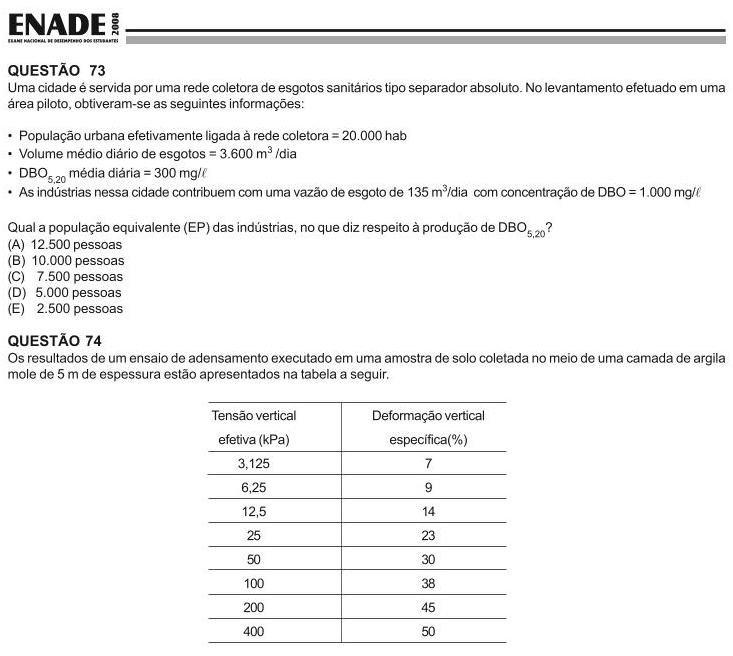 ENADE 2008
EXAME NACIONAL DE DESEMPENHO DOS ESTUDANTES
QUESTÃO 73
Uma cidade é servida por uma rede coletora de esgotos sanitários tipo separador absoluto. No levantamento efetuado em uma
área piloto, obtiveram-se as seguintes informações:
• População urbana efetivamente ligada à rede coletora = 20.000 hab
• Volume médio diário de esgotos = 3.600 m³ /dia
• DBO₅,₂₀ média diária = 300 mg/ℓ
• As indústrias nessa cidade contribuem com uma vazão de esgoto de 135 m³/dia com concentração de DBO = 1.000 mg/ℓ
Qual a população equivalente (EP) das indústrias, no que diz respeito à produção de DBO₅,₂₀?
(A) 12.500 pessoas
(B) 10.000 pessoas
(C) 7.500 pessoas
(D) 5.000 pessoas
(E) 2.500 pessoas
QUESTÃO 74
Os resultados de um ensaio de adensamento executado em uma amostra de solo coletada no meio de uma camada de argila
mole de 5 m de espessura estão apresentados na tabela a seguir.
Tensão vertical Deformação vertical
efetiva (kPa) específica(%)
3,125 7
6,25 9
12,5 14
25 23
50 30
100 38
200 45
400 50